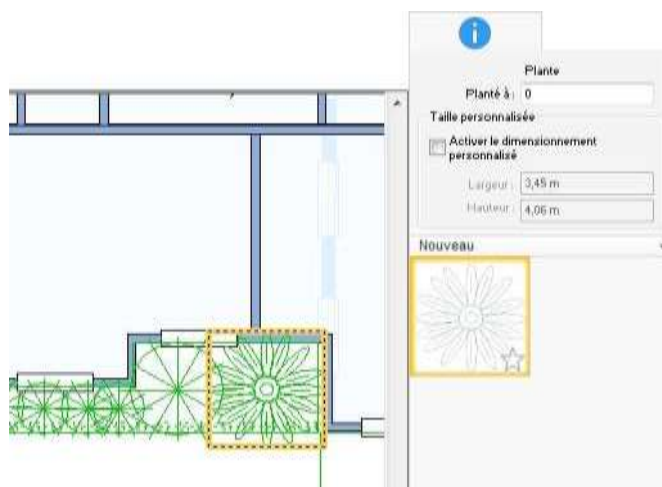 Plante
Planté à : 0
Taille personnalisée
Activer le dimensionnement
personnalisé
Largeur : 3,45 m
Hauteur : 4,06 m
Nouveau